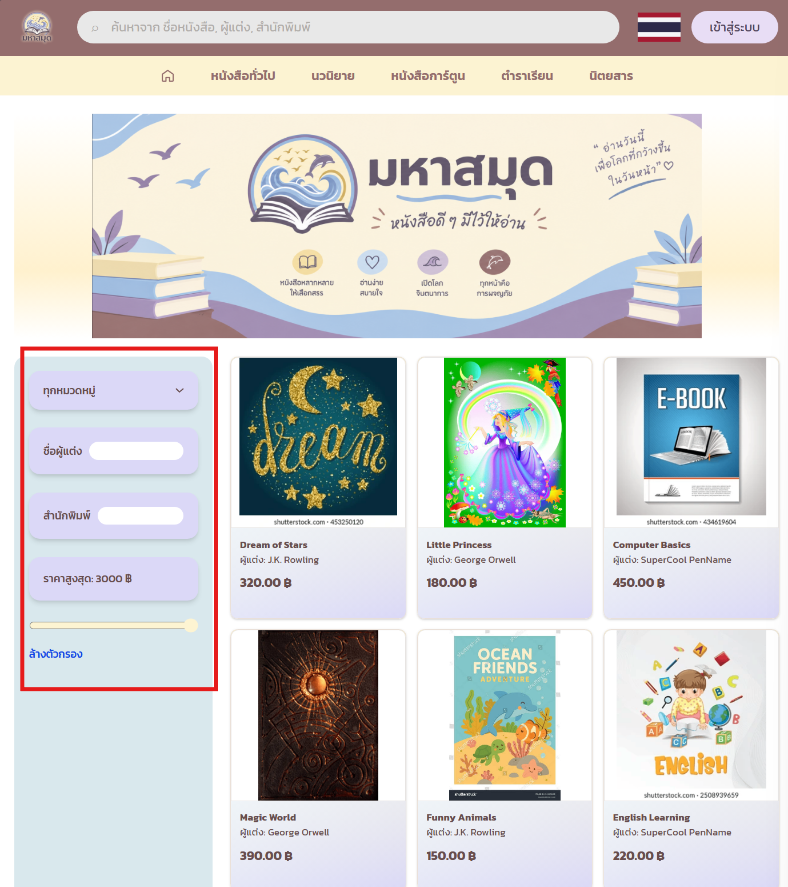 มหาสมุด
ค้นหาจาก ชื่อหนังสือ, ผู้แต่ง, สำนักพิมพ์
เข้าสู่ระบบ
หนังสือทั่วไป
นวนิยาย
หนังสือการ์ตูน
ตำราเรียน
นิตยสาร
มหาสมุด
หนังสือดี ๆ มีไว้ให้อ่าน
“ อ่านวันนี้
เพื่อโลกที่กว้างขึ้น
ในวันหน้า ”
หนังสือหลากหลาย
ให้เลือกสรร
อ่านง่าย
สบายใจ
เปิดโลก
จินตนาการ
ทุกหน้าคือ
การผจญภัย
ทุกหมวดหมู่
ชื่อผู้แต่ง
สำนักพิมพ์
ราคาสูงสุด: 3000 ฿
ล้างตัวกรอง
dream
shutterstock.com · 453250120
Dream of Stars
ผู้แต่ง: J.K. Rowling
320.00 ฿
Little Princess
ผู้แต่ง: George Orwell
180.00 ฿
E-BOOK
shutterstock.com · 434619604
Computer Basics
ผู้แต่ง: SuperCool PenName
450.00 ฿
Magic World
ผู้แต่ง: George Orwell
390.00 ฿
OCEAN
FRIENDS
ADVENTURE
shutterstock
Funny Animals
ผู้แต่ง: J.K. Rowling
150.00 ฿
A
B
C
ENGLISH
shutterstock.com · 2508939659
English Learning
ผู้แต่ง: SuperCool PenName
220.00 ฿